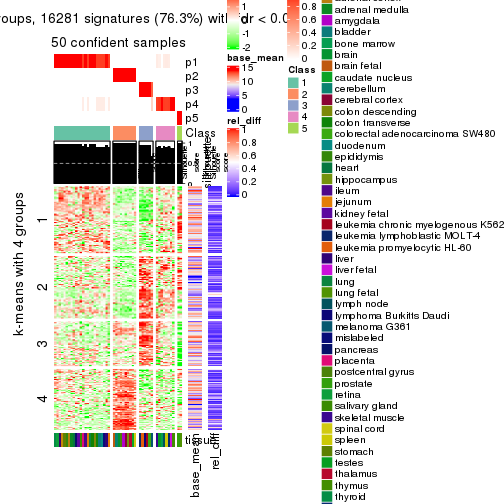 oups, 16281 signatures (76.3%) with fdr < 0.0
50 confident samples
p1
p2
p3
p4
p5
Class
1
0.5
0
k-means with 4 groups
1
2
3
4
tissue
base_mean
rel_diff
1
0
-1
-2
base_mean
15
10
5
0
rel_diff
1
0.8
0.6
0.4
0.2
0
0.8
0.6
0.4
0.2
0
Class
1
2
3
4
5
adrenal medulla
amygdala
bladder
bone marrow
brain
brain fetal
caudate nucleus
cerebellum
cerebral cortex
colon descending
colon transverse
colorectal adenocarcinoma SW480
duodenum
epididymis
heart
hippocampus
ileum
jejunum
kidney fetal
leukemia chronic myelogenous K562
leukemia lymphoblastic MOLT-4
leukemia promyelocytic HL-60
liver
liver fetal
lung
lung fetal
lymph node
lymphoma Burkitts Daudi
melanoma G361
mislabeled
pancreas
placenta
postcentral gyrus
prostate
retina
salivary gland
skeletal muscle
spinal cord
spleen
stomach
testes
thalamus
thymus
thyroid